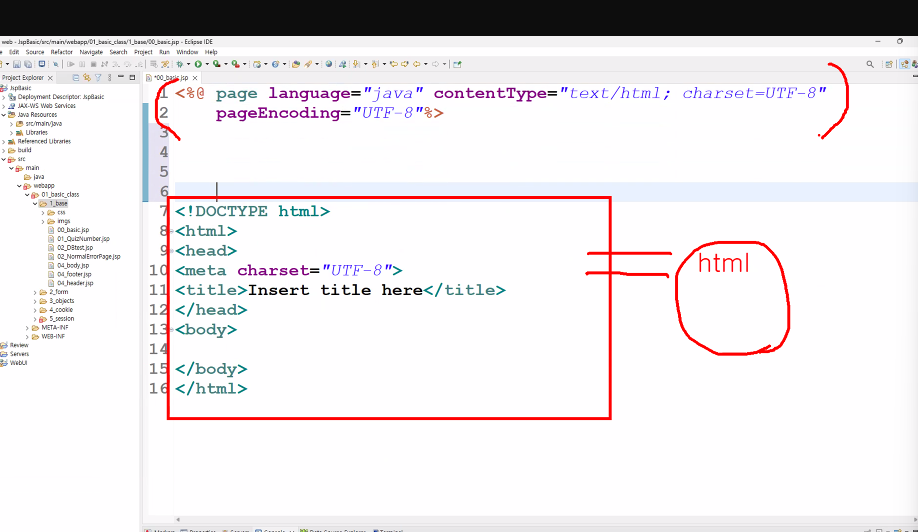 web - JspBasic/src/main/webapp/01_basic_class/1_base/00_basic.jsp - Eclipse IDE
File Edit Source Refactor Navigate Search Project Run Window Help
Project Explorer
*00_basic.jsp
JspBasic
Deployment Descriptor: JspBasic
JAX-WS Web Services
Java Resources
src/main/java
Libraries
Referenced Libraries
build
src
main
java
webapp
01_basic_class
1_base
css
imgs
00_basic.jsp
01_QuizNumber.jsp
02_DBtest.jsp
02_NormalErrorPage.jsp
04_body.jsp
04_footer.jsp
04_header.jsp
2_form
3_objects
4_cookie
5_session
META-INF
WEB-INF
Review
Servers
WebUI
1 <%@ page language="java" contentType="text/html; charset=UTF-8"
2 pageEncoding="UTF-8"%>
3
4
5
6
7 <!DOCTYPE html>
8 <html>
9 <head>
10 <meta charset="UTF-8">
11 <title>Insert title here</title>
12 </head>
13 <body>
14
15 </body>
16 </html>
html